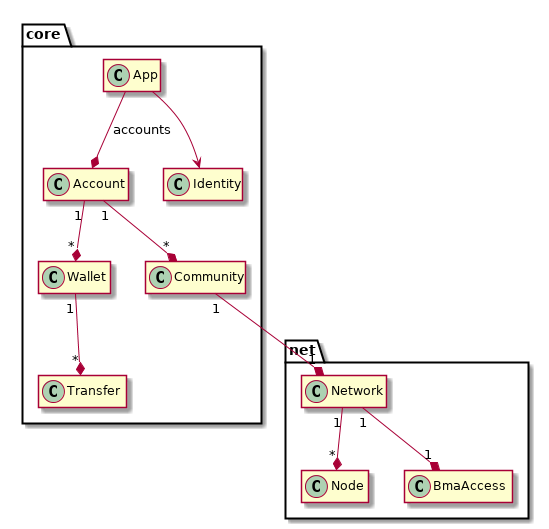 core
C App
accounts
C Account
C Identity
1 1
* *
C Wallet
C Community
1 1
net
1
*
C Transfer
C Network
1 1
* 1
C Node
C BmaAccess